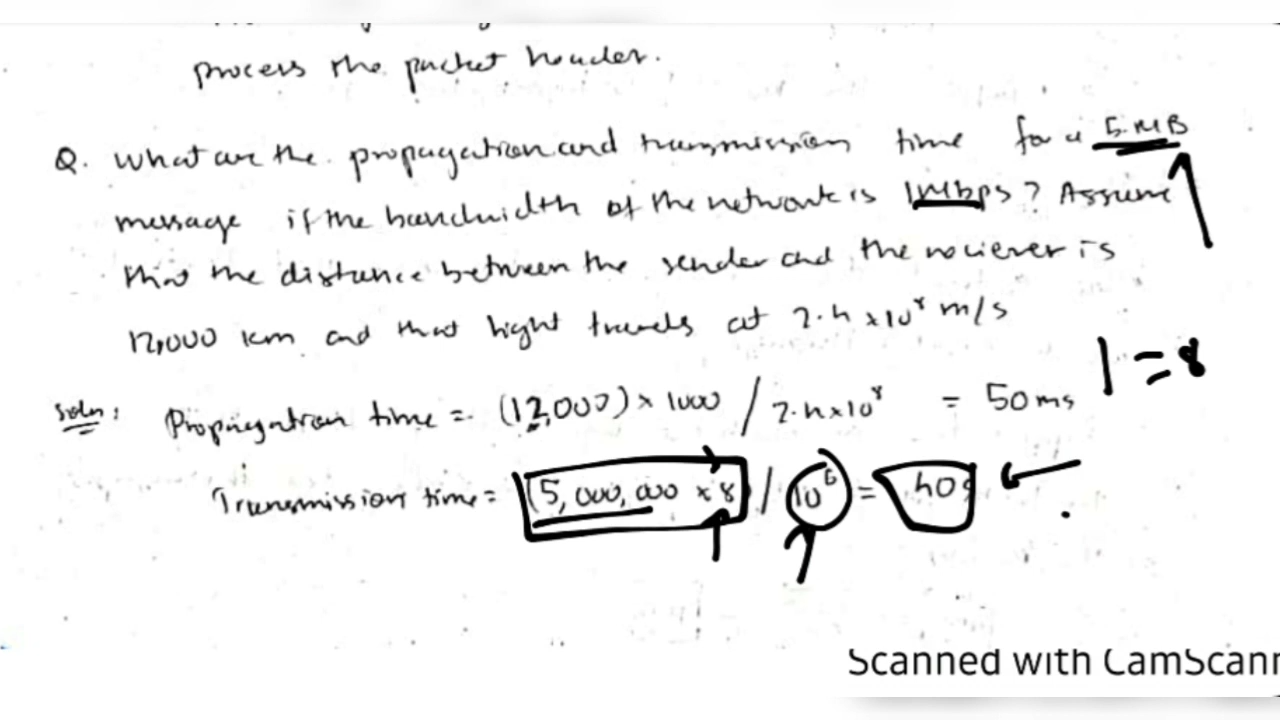 process the packet header.
Q. What are the propagation and transmission time for a 5 MB
message if the bandwidth of the network is 1Mbps? Assume
that the distance between the sender and the reciever is
12,000 km and that light travels at 2.4 x10⁸ m/s
1 = 8
Soln: Propagation time = (12,000) x 1000 / 2.4x10⁸ = 50ms
Transmission time = (5,000,000 x 8) / 10⁶ = 40s
Scanned with CamScann